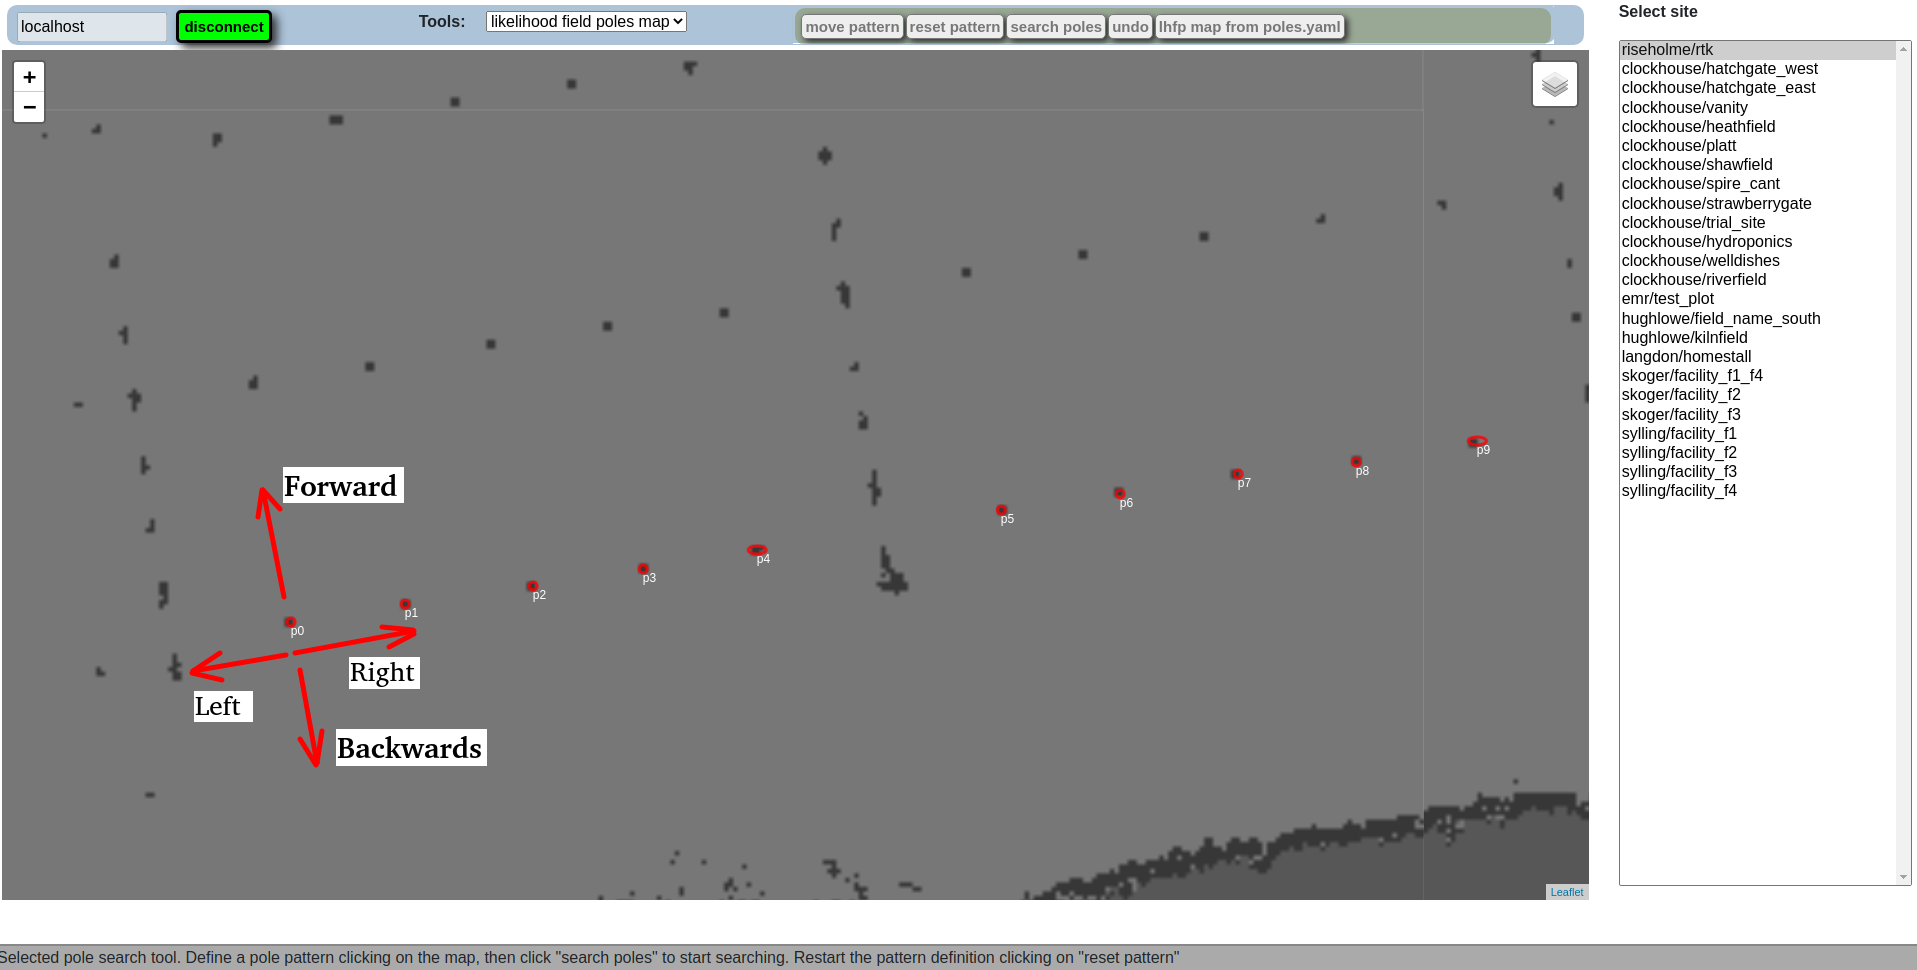 localhost
disconnect
Tools:
likelihood field poles map
move pattern
reset pattern
search poles
undo
lhfp map from poles.yaml
Select site
+
−
riseholme/rtk
clockhouse/hatchgate_west
clockhouse/hatchgate_east
clockhouse/vanity
clockhouse/heathfield
clockhouse/platt
clockhouse/shawfield
clockhouse/spire_cant
clockhouse/strawberrygate
clockhouse/trial_site
clockhouse/hydroponics
clockhouse/welldishes
clockhouse/riverfield
emr/test_plot
hughlowe/field_name_south
hughlowe/kilnfield
langdon/homestall
skoger/facility_f1_f4
skoger/facility_f2
skoger/facility_f3
sylling/facility_f1
sylling/facility_f2
sylling/facility_f3
sylling/facility_f4
Forward
p9
p8
p7
p6
p5
p4
p3
p2
p1
p0
Right
Left
Backwards
Leaflet
Selected pole search tool. Define a pole pattern clicking on the map, then click "search poles" to start searching. Restart the pattern definition clicking on "reset pattern"